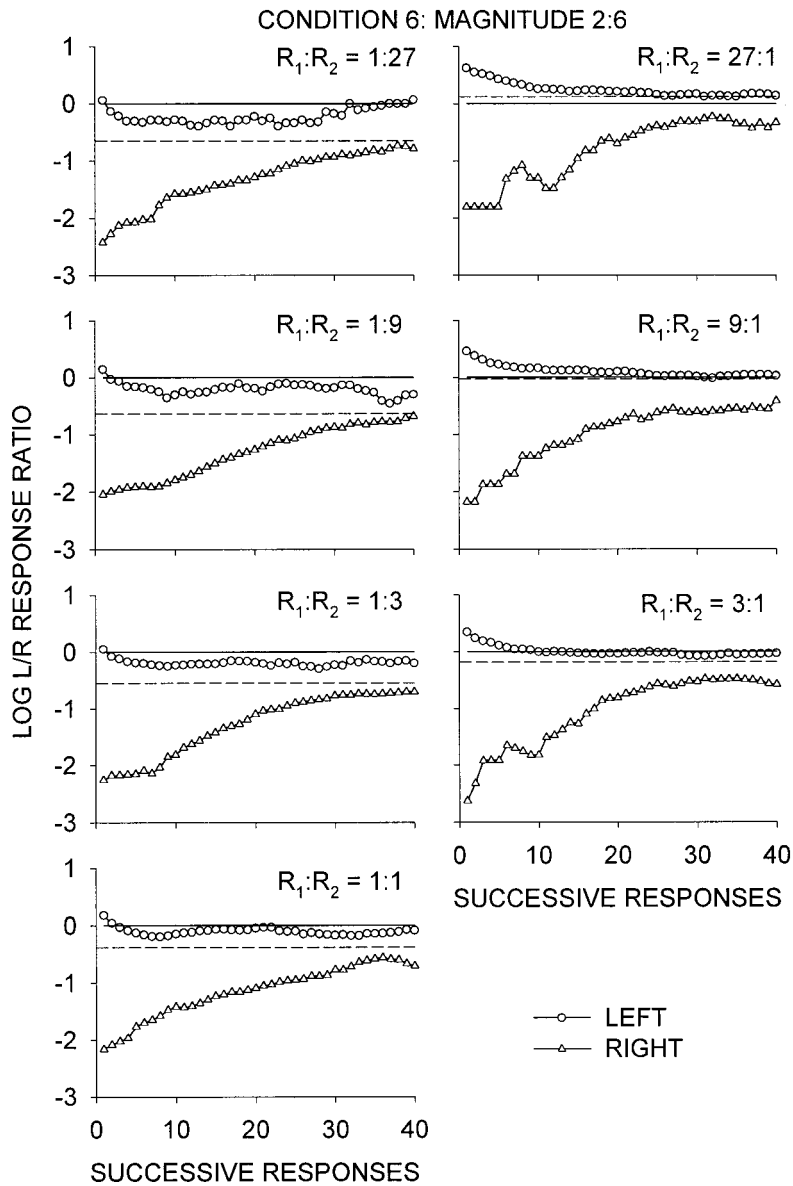 CONDITION 6: MAGNITUDE 2:6
R₁:R₂ = 1:27
1
0
-1
-2
-3
R₁:R₂ = 27:1
R₁:R₂ = 1:9
1
0
-1
-2
-3
R₁:R₂ = 9:1
LOG L/R RESPONSE RATIO
R₁:R₂ = 1:3
1
0
-1
-2
-3
R₁:R₂ = 3:1
0 10 20 30 40
SUCCESSIVE RESPONSES
R₁:R₂ = 1:1
1
0
-1
-2
-3
0 10 20 30 40
SUCCESSIVE RESPONSES
LEFT
RIGHT